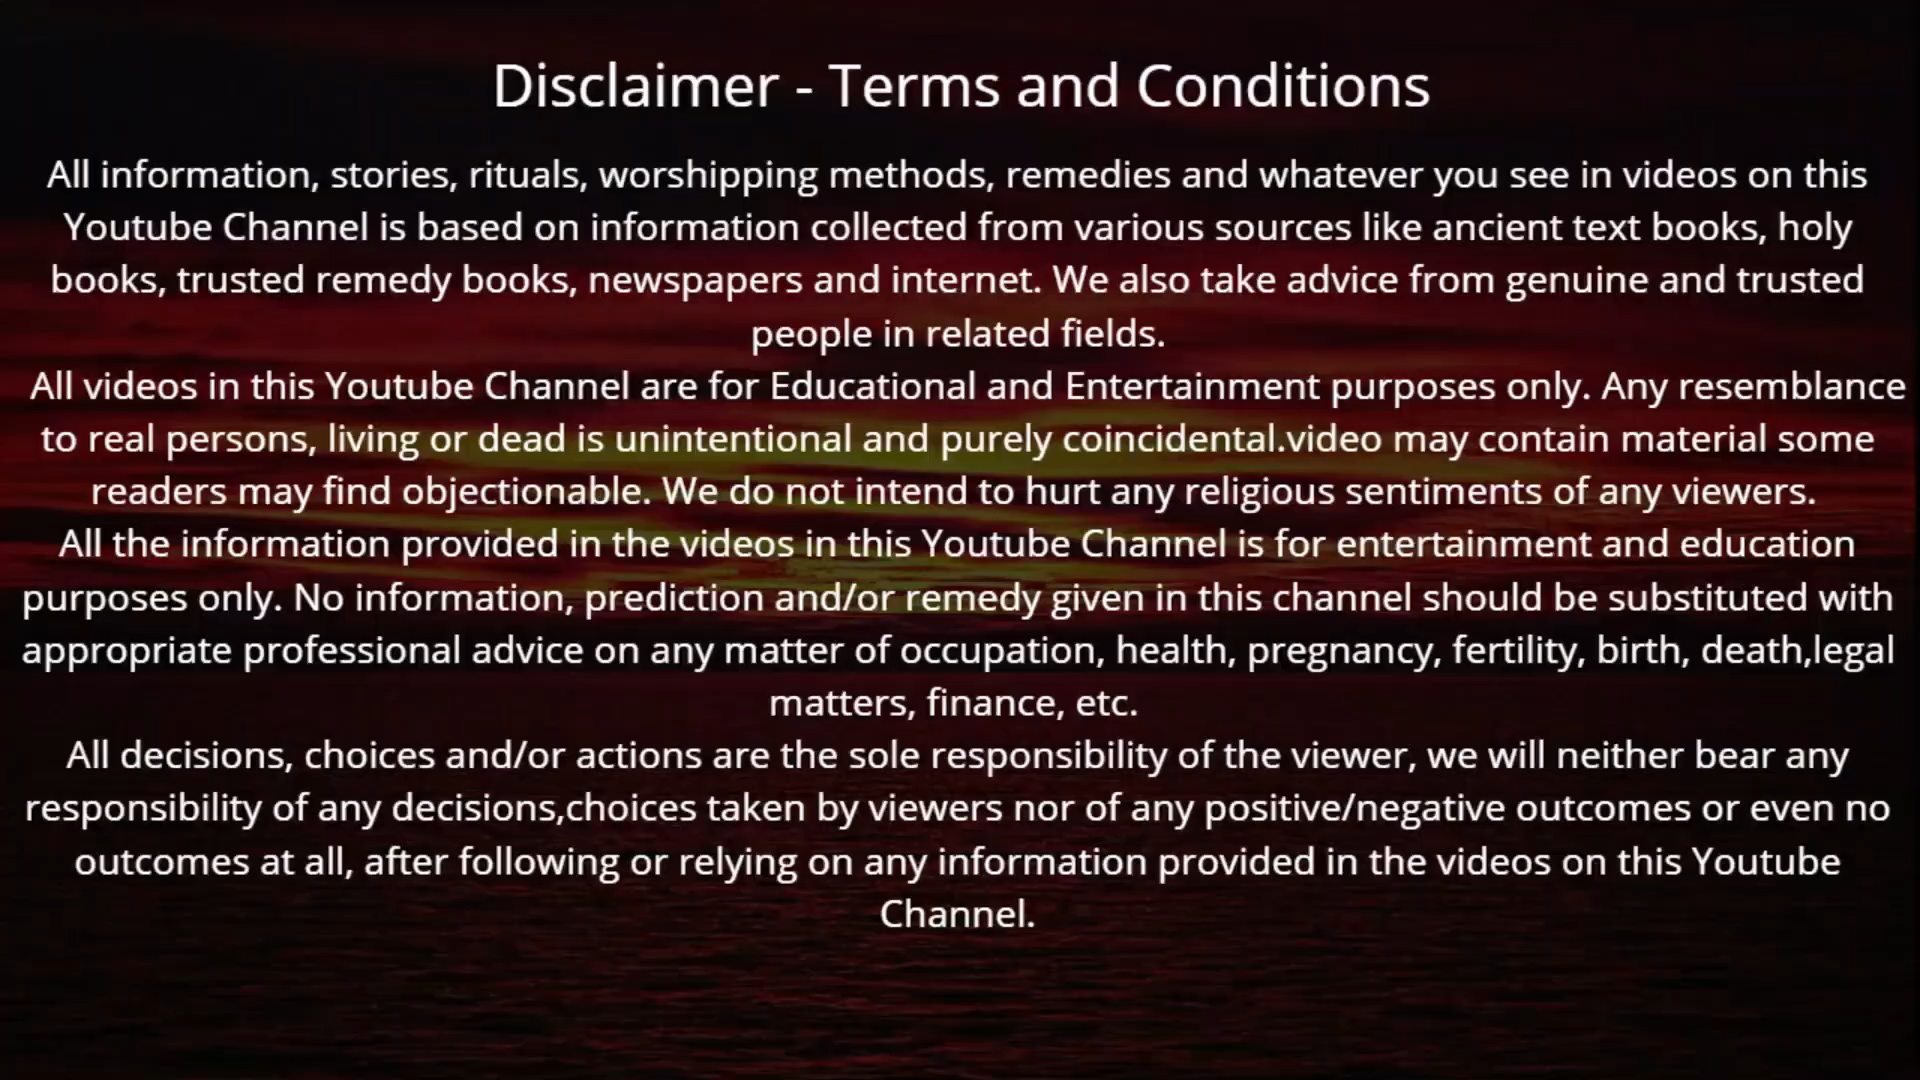 Disclaimer - Terms and Conditions
All information, stories, rituals, worshipping methods, remedies and whatever you see in videos on this
Youtube Channel is based on information collected from various sources like ancient text books, holy
books, trusted remedy books, newspapers and internet. We also take advice from genuine and trusted
people in related fields.
All videos in this Youtube Channel are for Educational and Entertainment purposes only. Any resemblance
to real persons, living or dead is unintentional and purely coincidental.video may contain material some
readers may find objectionable. We do not intend to hurt any religious sentiments of any viewers.
All the information provided in the videos in this Youtube Channel is for entertainment and education
purposes only. No information, prediction and/or remedy given in this channel should be substituted with
appropriate professional advice on any matter of occupation, health, pregnancy, fertility, birth, death,legal
matters, finance, etc.
All decisions, choices and/or actions are the sole responsibility of the viewer, we will neither bear any
responsibility of any decisions,choices taken by viewers nor of any positive/negative outcomes or even no
outcomes at all, after following or relying on any information provided in the videos on this Youtube
Channel.